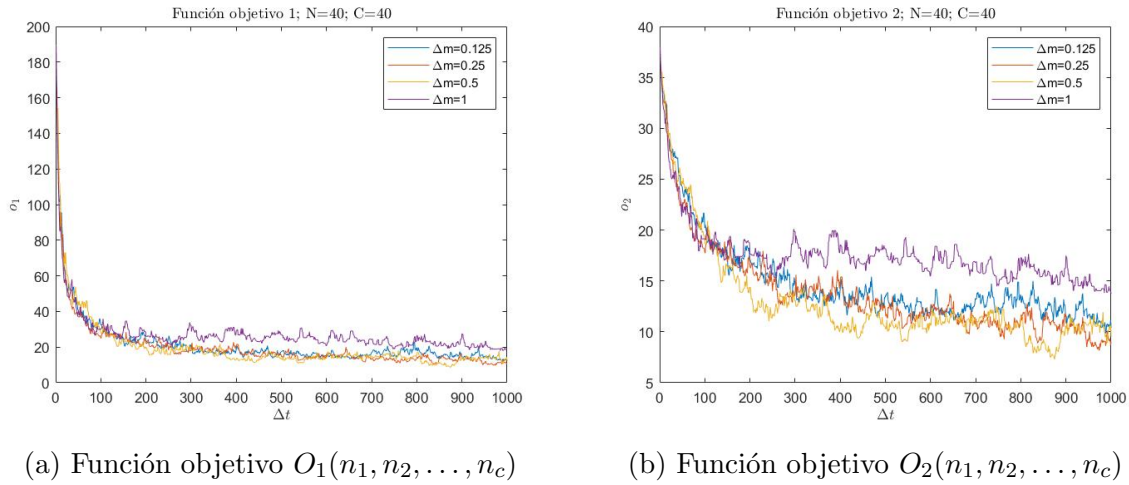 Función objetivo 1; N=40; C=40
200
180
160
140
120
100
80
60
40
20
0
o₁
0 100 200 300 400 500 600 700 800 900 1000
Δt
Δm=0.125
Δm=0.25
Δm=0.5
Δm=1
(a) Función objetivo O₁(n₁, n₂, . . . , n_c)
Función objetivo 2; N=40; C=40
40
35
30
25
20
15
10
5
o₂
0 100 200 300 400 500 600 700 800 900 1000
Δt
Δm=0.125
Δm=0.25
Δm=0.5
Δm=1
(b) Función objetivo O₂(n₁, n₂, . . . , n_c)